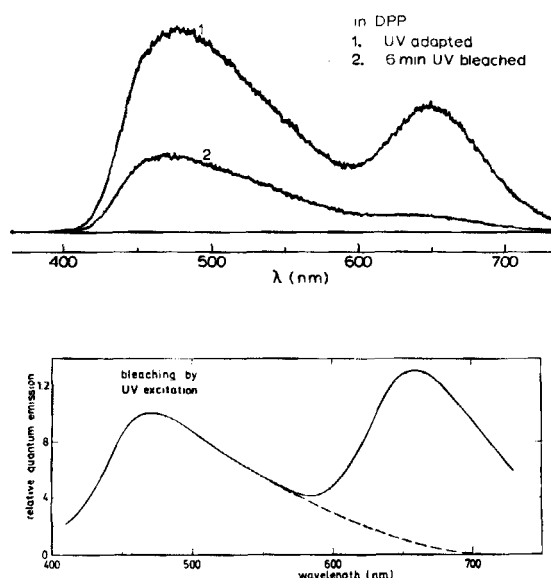 in DPP
1. UV adapted
2. 6 min UV bleached
1
2
400 500 600 700
λ (nm)
bleaching by
UV excitation
relative quantum emission
12
8
4
0
400 500 600 700
wavelength (nm)